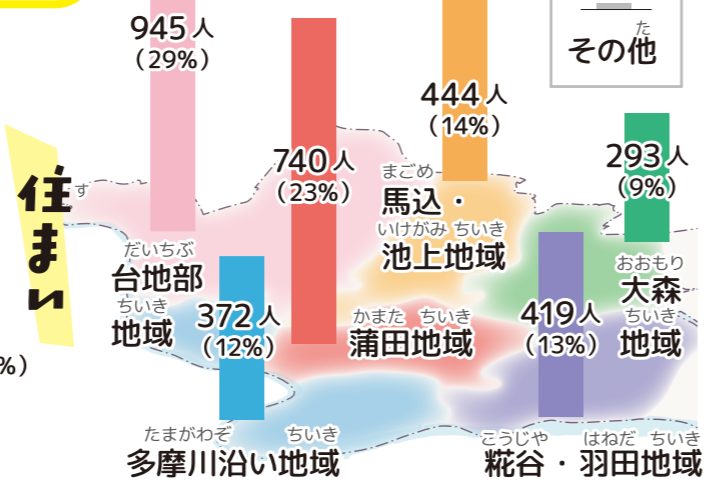 945人
(29%)
た
その他
444人
(14%)
740人
(23%)
293人
(9%)
す
住まい
まごめ
馬込・
いけがみ ちいき
池上地域
だいちぶ
台地部
ちいき
地域
おおもり
大森
ちいき
地域
372人
(12%)
かまた ちいき
蒲田地域
419人
(13%)
%)
たまがわぞ ちいき
多摩川沿い地域
こうじや はねだ ちいき
糀谷・羽田地域